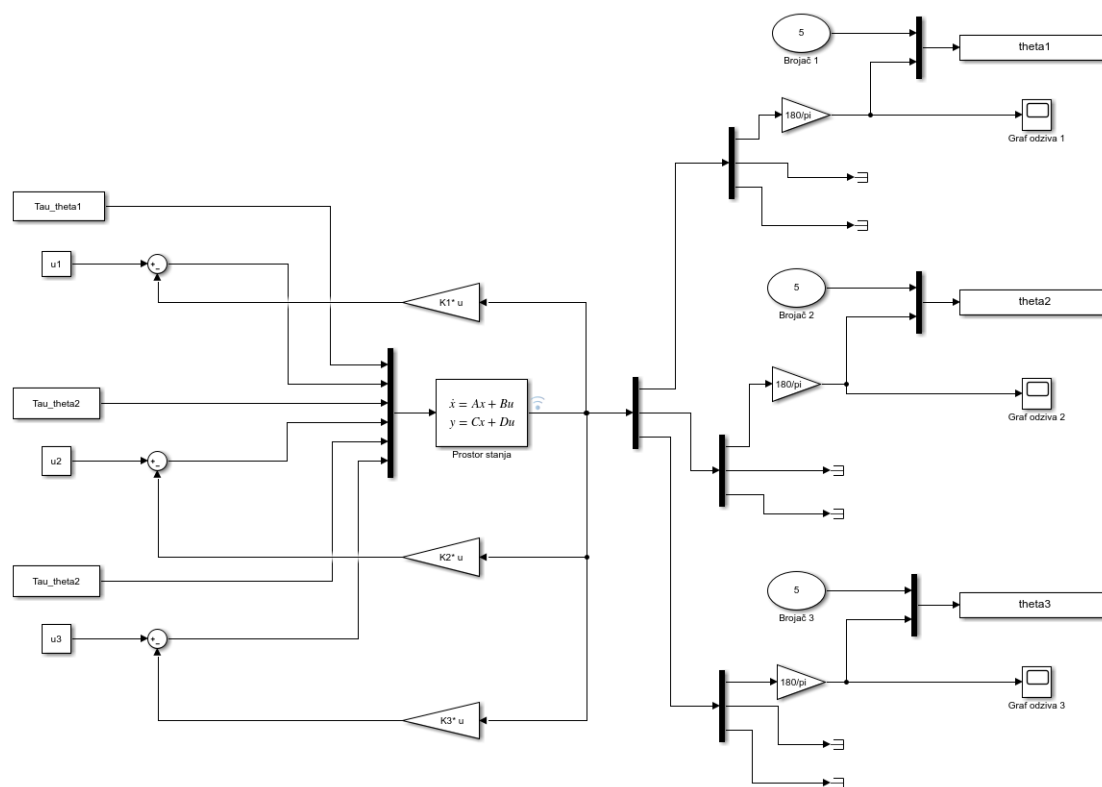 5
Brojač 1
theta1
180/pi
Graf odziva 1
Tau_theta1
u1
+
−
K1* u
5
Brojač 2
theta2
180/pi
Graf odziva 2
Tau_theta2
ẋ = Ax + Bu
y = Cx + Du
Prostor stanja
u2
+
−
K2* u
Tau_theta2
5
Brojač 3
theta3
u3
+
−
180/pi
Graf odziva 3
K3* u